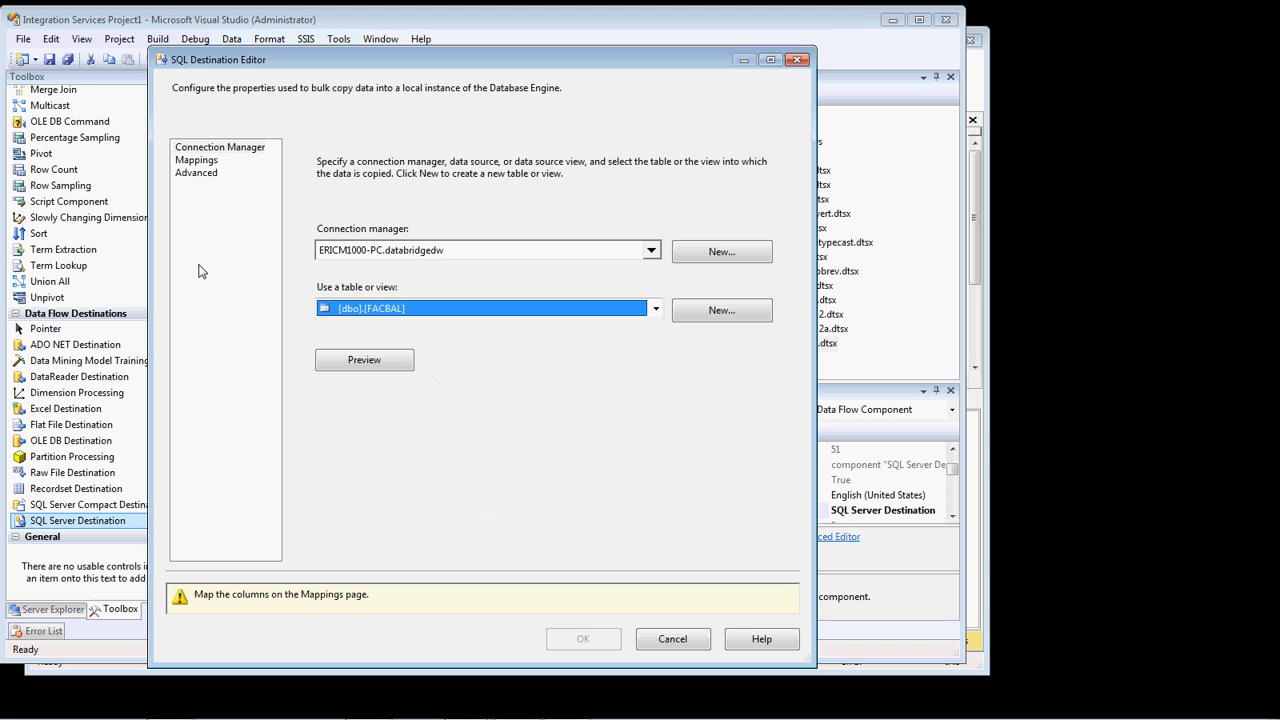 Integration Services Project1 - Microsoft Visual Studio (Administrator)
File Edit View Project Build Debug Data Format SSIS Tools Window Help
Toolbox
Merge Join
Multicast
OLE DB Command
Percentage Sampling
Pivot
Row Count
Row Sampling
Script Component
Slowly Changing Dimension
Sort
Term Extraction
Term Lookup
Union All
Unpivot
Data Flow Destinations
Pointer
ADO NET Destination
Data Mining Model Training
DataReader Destination
Dimension Processing
Excel Destination
Flat File Destination
OLE DB Destination
Partition Processing
Raw File Destination
Recordset Destination
SQL Server Compact Destina
SQL Server Destination
General
There are no usable controls i
an item onto this text to add
Server Explorer Toolbox
Error List
Ready
SQL Destination Editor
Configure the properties used to bulk copy data into a local instance of the Database Engine.
Connection Manager
Mappings
Advanced
Specify a connection manager, data source, or data source view, and select the table or the view into which
the data is copied. Click New to create a new table or view.
Connection manager:
ERICM1000-PC.databridgedw
New...
Use a table or view:
[dbo].[FACBAL]
New...
Preview
Map the columns on the Mappings page.
OK Cancel Help
tsx
.dtsx
.dtsx
vert.dtsx
.dtsx
typecast.dtsx
.dtsx
bbrev.dtsx
.dtsx
2.dtsx
2a.dtsx
.dtsx
Data Flow Component
51
component "SQL Server De
True
English (United States)
SQL Server Destination
ced Editor
component.